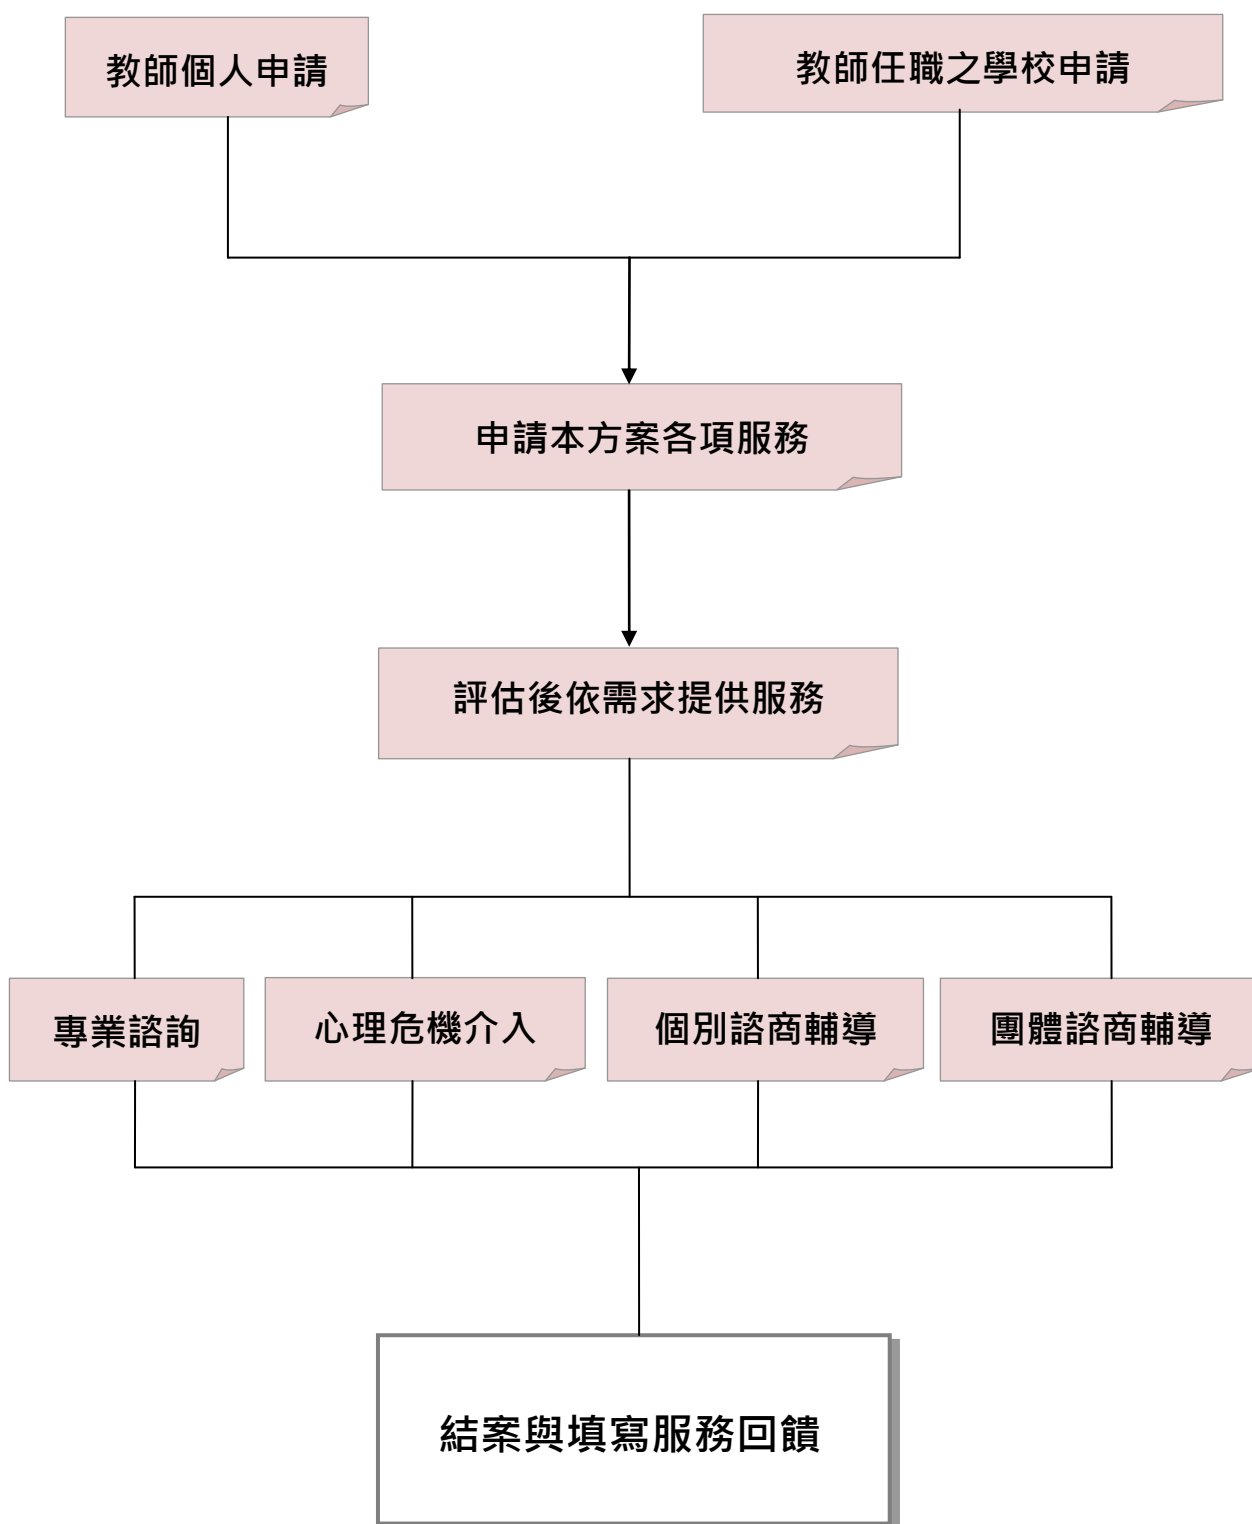 教師個人申請
教師任職之學校申請
申請本方案各項服務
評估後依需求提供服務
專業諮詢
心理危機介入
個別諮商輔導
團體諮商輔導
結案與填寫服務回饋